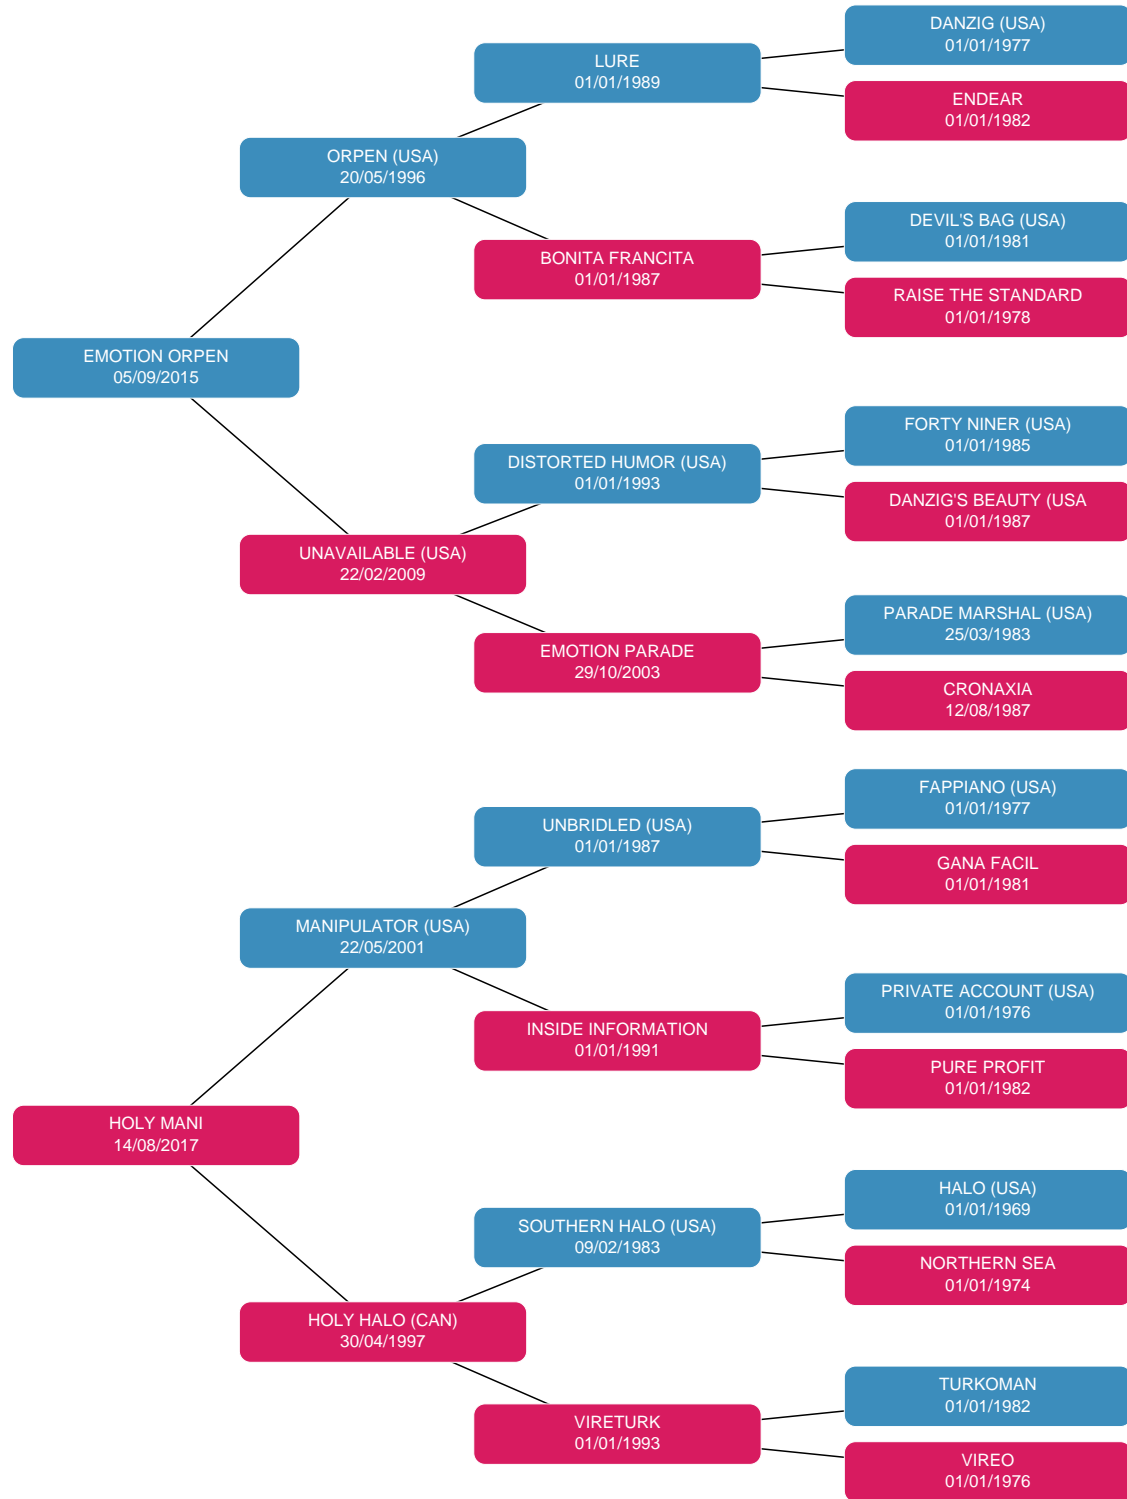 DANZIG (USA)
01/01/1977
LURE
01/01/1989
ENDEAR
01/01/1982
ORPEN (USA)
20/05/1996
DEVIL'S BAG (USA)
01/01/1981
BONITA FRANCITA
01/01/1987
RAISE THE STANDARD
01/01/1978
EMOTION ORPEN
05/09/2015
FORTY NINER (USA)
01/01/1985
DISTORTED HUMOR (USA)
01/01/1993
DANZIG'S BEAUTY (USA
01/01/1987
UNAVAILABLE (USA)
22/02/2009
PARADE MARSHAL (USA)
25/03/1983
EMOTION PARADE
29/10/2003
CRONAXIA
12/08/1987
FAPPIANO (USA)
01/01/1977
UNBRIDLED (USA)
01/01/1987
GANA FACIL
01/01/1981
MANIPULATOR (USA)
22/05/2001
PRIVATE ACCOUNT (USA)
01/01/1976
INSIDE INFORMATION
01/01/1991
PURE PROFIT
01/01/1982
HOLY MANI
14/08/2017
HALO (USA)
01/01/1969
SOUTHERN HALO (USA)
09/02/1983
NORTHERN SEA
01/01/1974
HOLY HALO (CAN)
30/04/1997
TURKOMAN
01/01/1982
VIRETURK
01/01/1993
VIREO
01/01/1976